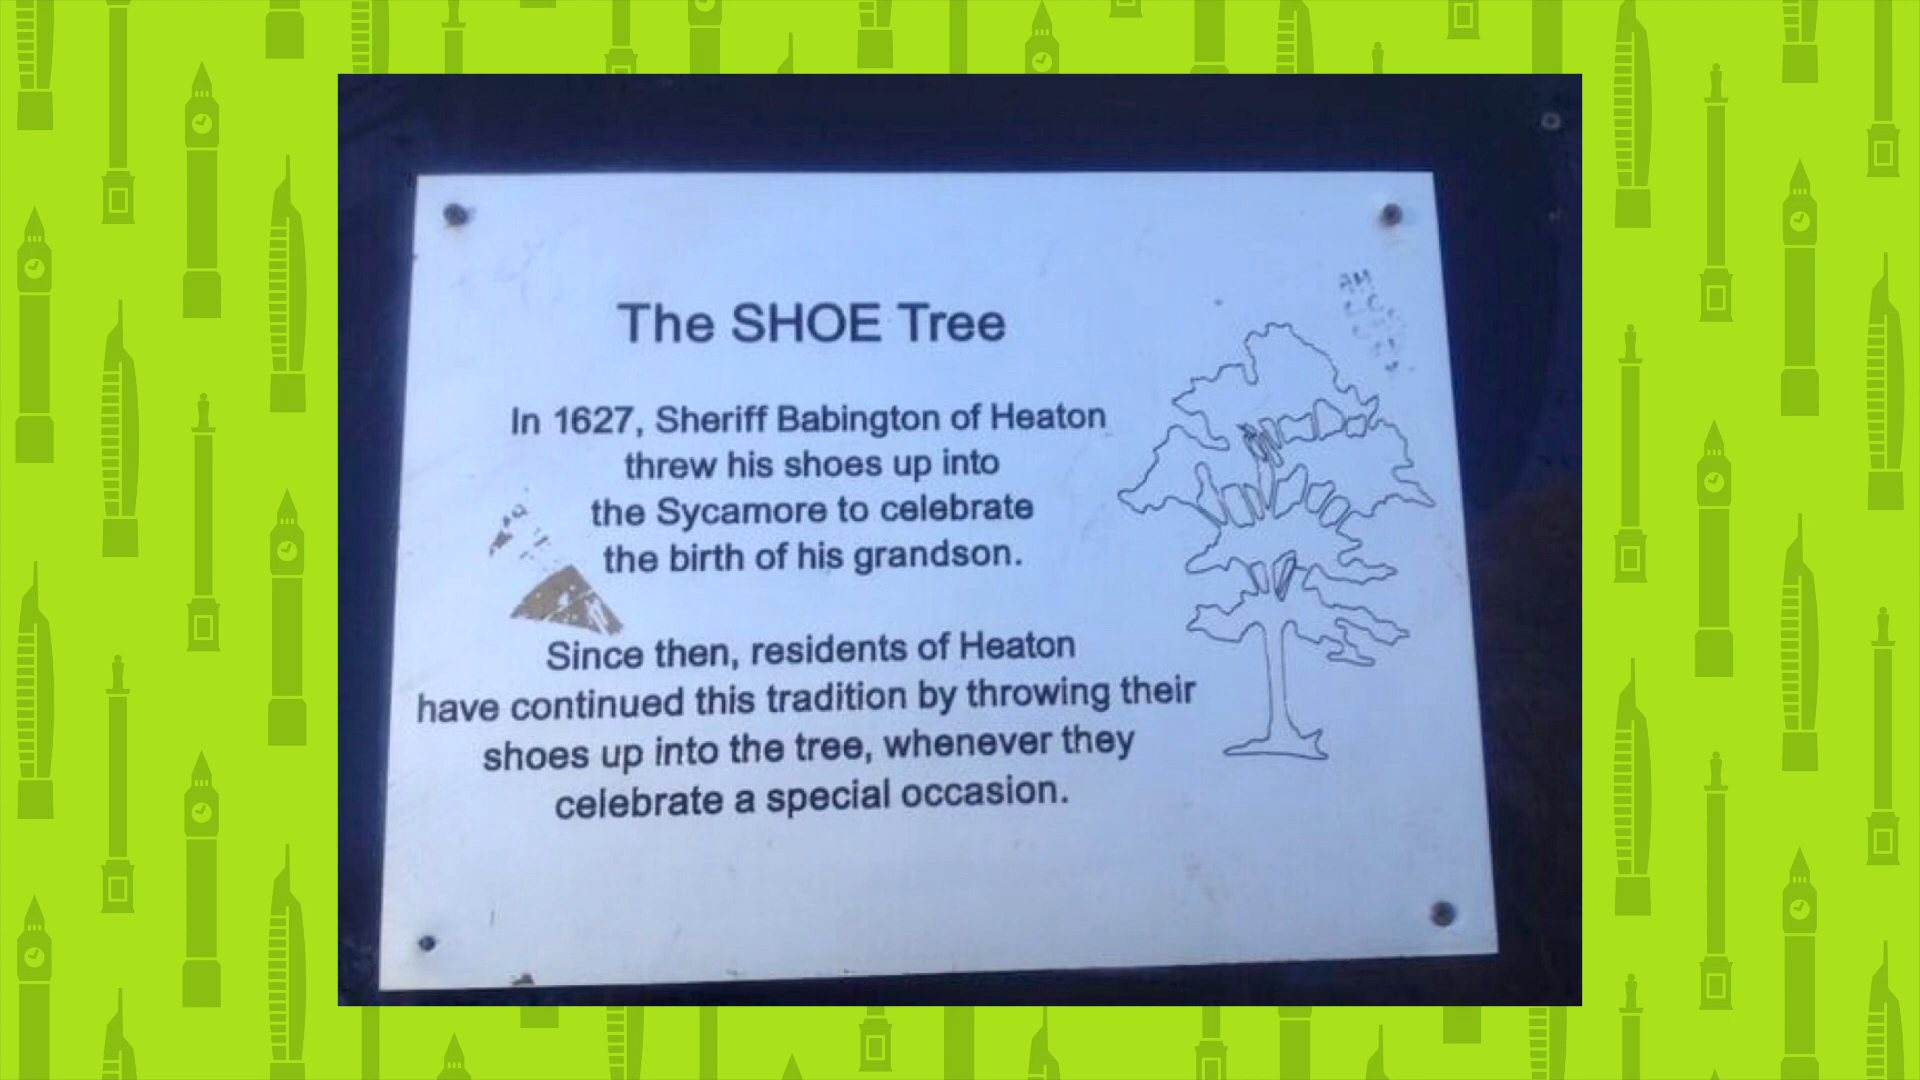 The SHOE Tree
In 1627, Sheriff Babington of Heaton
threw his shoes up into
the Sycamore to celebrate
the birth of his grandson.
Since then, residents of Heaton
have continued this tradition by throwing their
shoes up into the tree, whenever they
celebrate a special occasion.